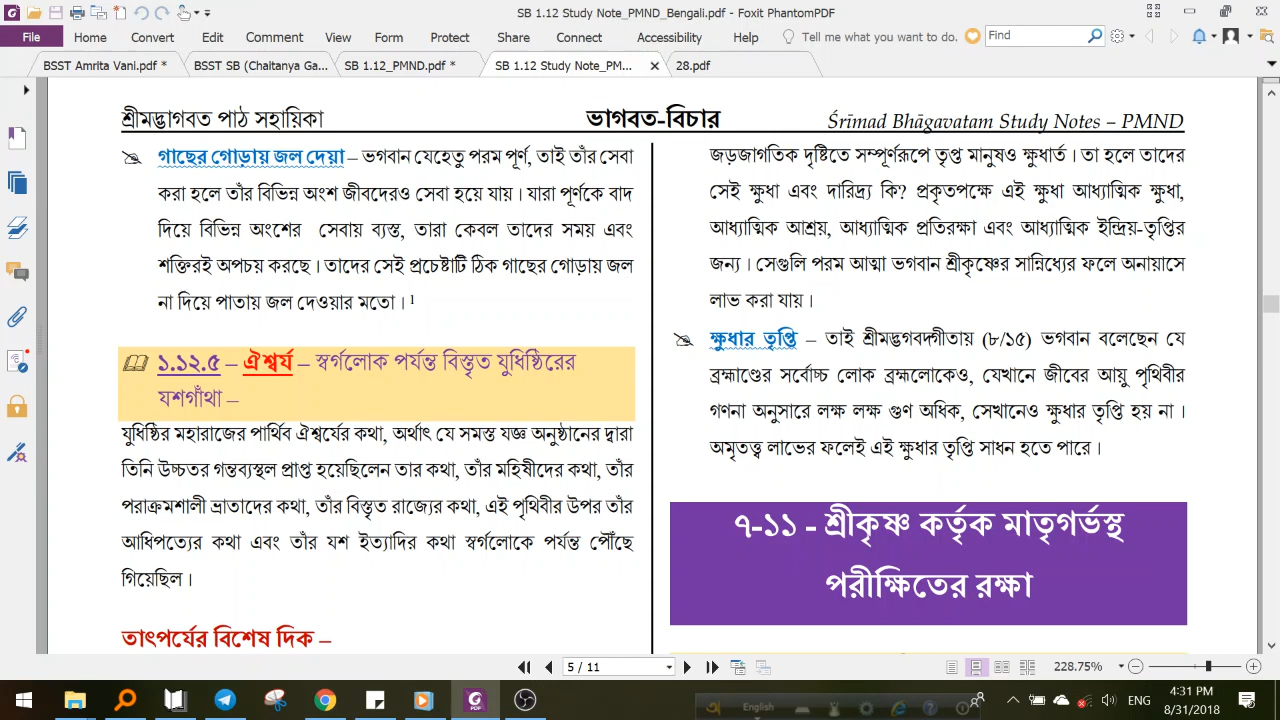 SB 1.12 Study Note_PMND_Bengali.pdf - Foxit PhantomPDF
File Home Convert Edit Comment View Form Protect Share Connect Help Tell me what you want to do. Find
BSST Amrita Vani.pdf * BSST SB (Chaitanya Ga... SB 1.12_PMND.pdf * SB 1.12 Study Note_PM... 28.pdf
শ্রীমদ্ভাগবত পাঠ সহায়িকা ভাগবত-বিচার Śrīmad Bhāgavatam Study Notes – PMND
গাছের গোড়ায় জল দেয়া – ভগবান যেহেতু পরম পূর্ণ, তাই তাঁর সেবা
করা হলে তাঁর বিভিন্ন অংশ জীবদেরও সেবা হয়ে যায়। যারা পূর্ণকে বাদ
দিয়ে বিভিন্ন অংশের সেবায় ব্যস্ত, তারা কেবল তাদের সময় এবং
শক্তিরই অপচয় করছে। তাদের সেই প্রচেষ্টাটি ঠিক গাছের গোড়ায় জল
না দিয়ে পাতায় জল দেওয়ার মতো। ¹
১.১২.৫ – ঐশ্বর্য – স্বর্গলোক পর্যন্ত বিস্তৃত যুধিষ্ঠিরের
যশগাঁথা –
যুধিষ্ঠির মহারাজের পার্থিব ঐশ্বর্যের কথা, অর্থাৎ যে সমস্ত যজ্ঞ অনুষ্ঠানের দ্বারা
তিনি উচ্চতর গন্তব্যস্থল প্রাপ্ত হয়েছিলেন তার কথা, তাঁর মহিষীদের কথা, তাঁর
পরাক্রমশালী ভ্রাতাদের কথা, তাঁর বিস্তৃত রাজ্যের কথা, এই পৃথিবীর উপর তাঁর
আধিপত্যের কথা এবং তাঁর যশ ইত্যাদির কথা স্বর্গলোকে পর্যন্ত পৌঁছে
গিয়েছিল।
তাৎপর্যের বিশেষ দিক –
জড়জাগতিক দৃষ্টিতে সম্পূর্ণরূপে তৃপ্ত মানুষও ক্ষুধার্ত। তা হলে তাদের
সেই ক্ষুধা এবং দারিদ্র্য কি? প্রকৃতপক্ষে এই ক্ষুধা আধ্যাত্মিক ক্ষুধা,
আধ্যাত্মিক আশ্রয়, আধ্যাত্মিক প্রতিরক্ষা এবং আধ্যাত্মিক ইন্দ্রিয়-তৃপ্তির
জন্য। সেগুলি পরম আত্মা ভগবান শ্রীকৃষ্ণের সান্নিধ্যের ফলে অনায়াসে
লাভ করা যায়।
ক্ষুধার তৃপ্তি – তাই শ্রীমদ্ভগবদ্গীতায় (৮/১৫) ভগবান বলেছেন যে
ব্রহ্মাণ্ডের সর্বোচ্চ লোক ব্রহ্মলোকেও, যেখানে জীবের আয়ু পৃথিবীর
গণনা অনুসারে লক্ষ লক্ষ গুণ অধিক, সেখানেও ক্ষুধার তৃপ্তি হয় না।
অমৃতত্ত্ব লাভের ফলেই এই ক্ষুধার তৃপ্তি সাধন হতে পারে।
৭-১১ - শ্রীকৃষ্ণ কর্তৃক মাতৃগর্ভস্থ
পরীক্ষিতের রক্ষা
5 / 11 228.75%
English ENG 4:31 PM
8/31/2018